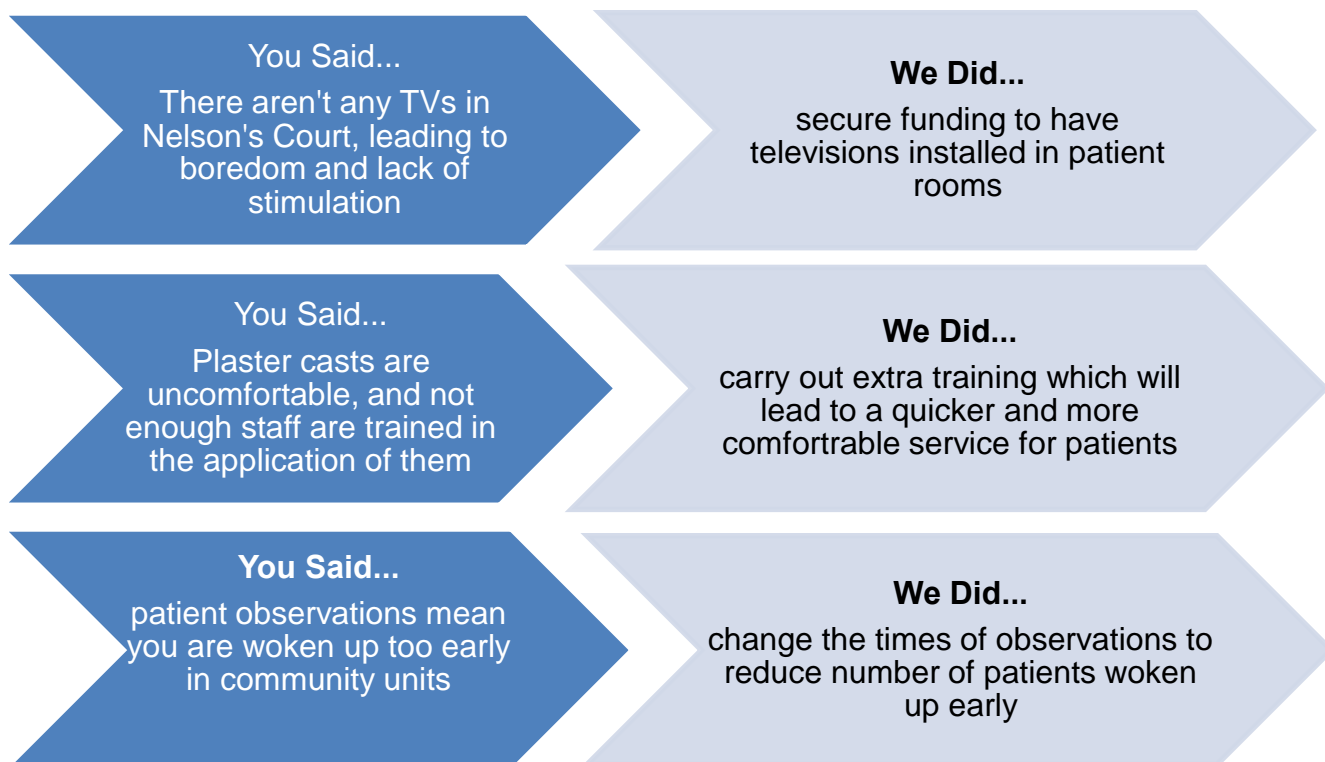 You Said...
There aren't any TVs in
Nelson's Court, leading to
boredom and lack of
stimulation
We Did...
secure funding to have
televisions installed in patient
rooms
You Said...
Plaster casts are
uncomfortable, and not
enough staff are trained in
the application of them
We Did...
carry out extra training which will
lead to a quicker and more
comfortrable service for patients
You Said...
patient observations mean
you are woken up too early
in community units
We Did...
change the times of observations to
reduce number of patients woken
up early